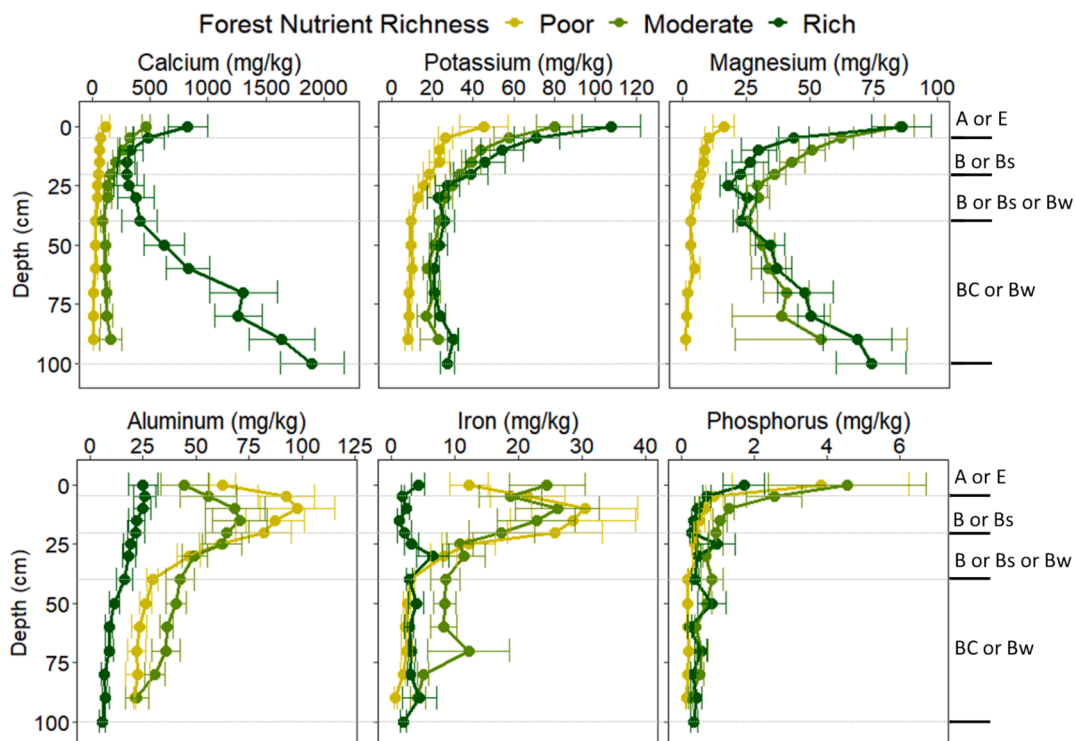 Forest Nutrient Richness Poor Moderate Rich
Calcium (mg/kg) Potassium (mg/kg) Magnesium (mg/kg)
0 500 1000 1500 2000 0 20 40 60 80 100 120 0 25 50 75 100
Depth (cm)
0
25
50
75
100
A or E
B or Bs
B or Bs or Bw
BC or Bw
Aluminum (mg/kg) Iron (mg/kg) Phosphorus (mg/kg)
0 25 50 75 100 125 0 10 20 30 40 0 2 4 6
Depth (cm)
0
25
50
75
100
A or E
B or Bs
B or Bs or Bw
BC or Bw